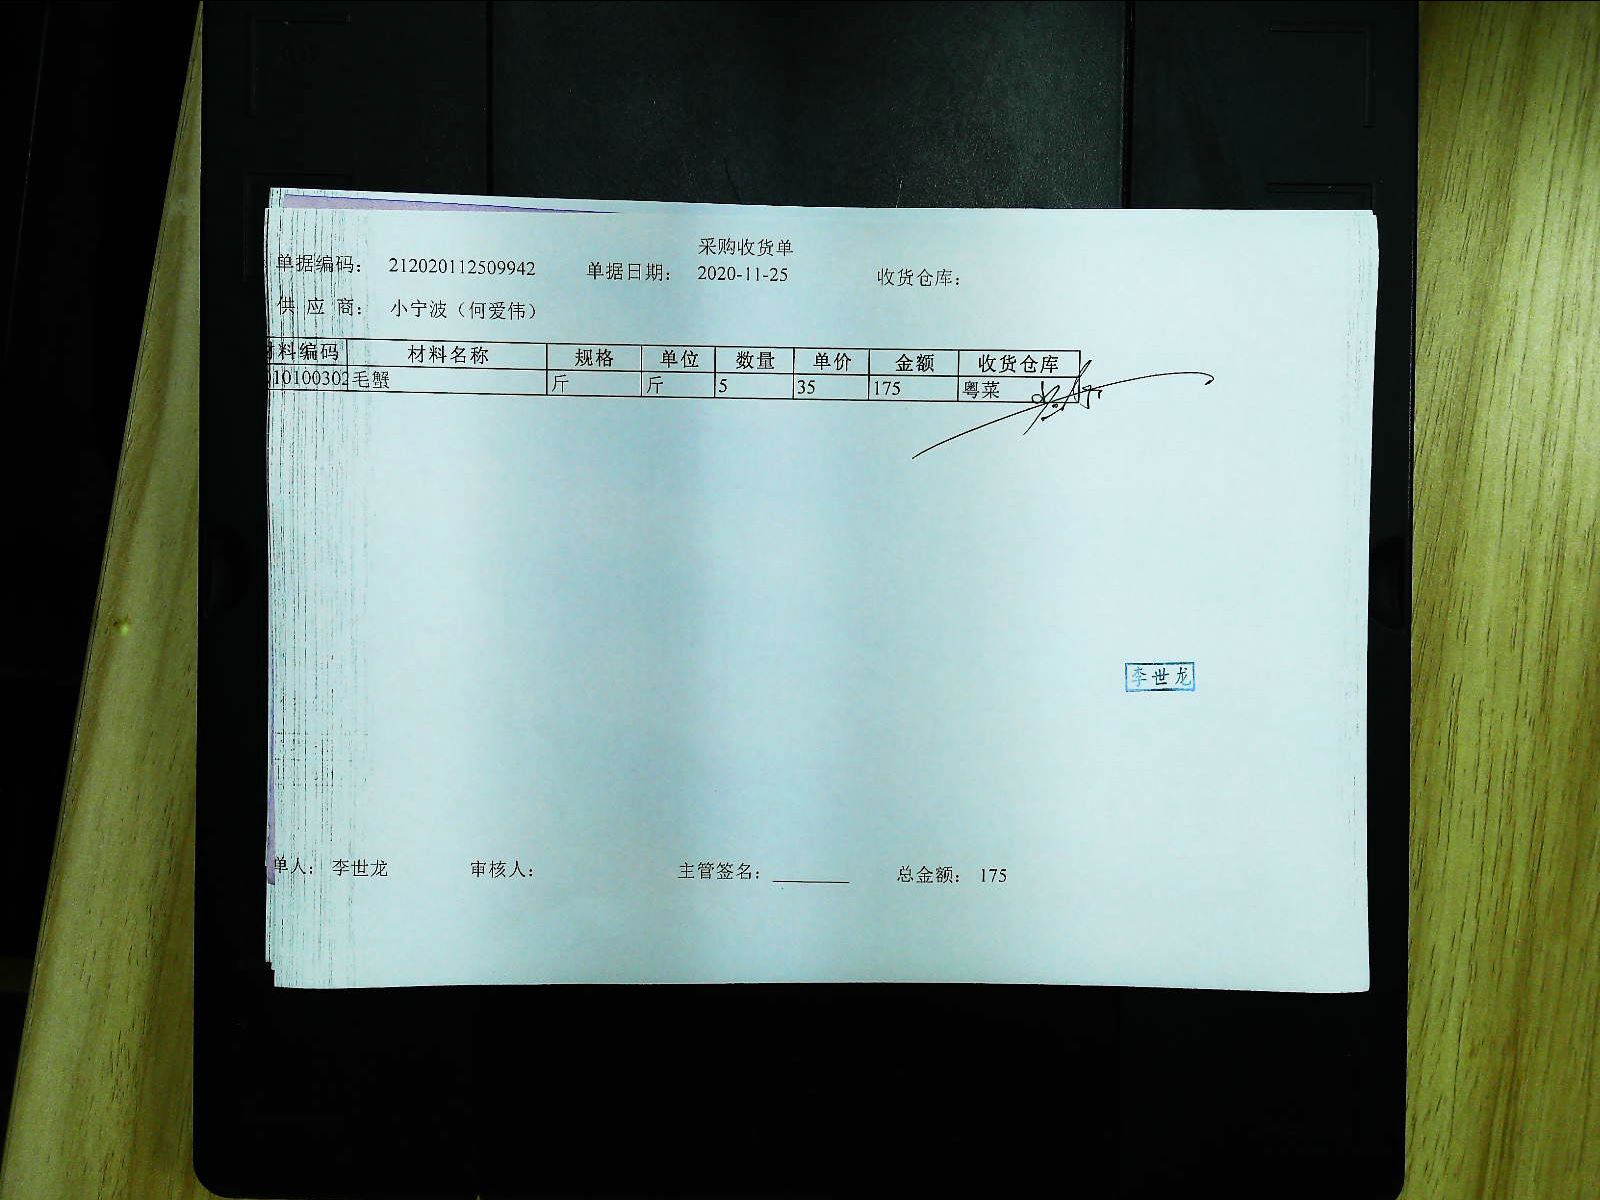 采购收货单
单据编码： 212020112509942 单据日期： 2020-11-25 收货仓库：
供 应 商： 小宁波（何爱伟）
材料编码 材料名称 规格 单位 数量 单价 金额 收货仓库
10100302 毛蟹 斤 斤 5 35 175 粤菜
李世龙
单人： 李世龙 审核人： 主管签名： 总金额： 175